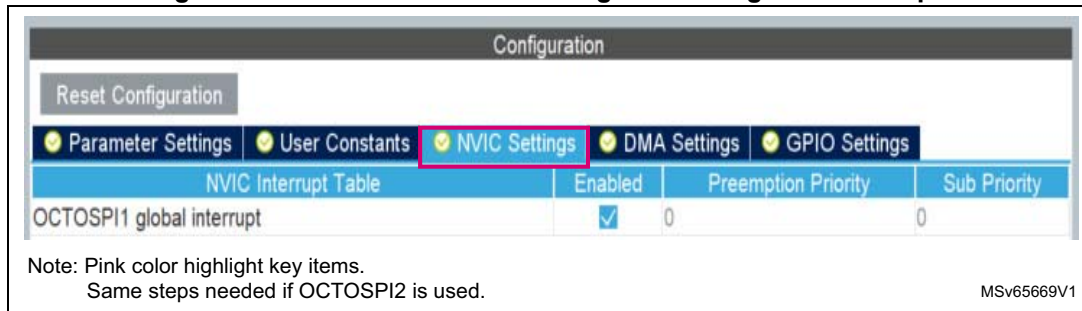 Configuration
Reset Configuration
Parameter Settings User Constants NVIC Settings DMA Settings GPIO Settings
NVIC Interrupt Table Enabled Preemption Priority Sub Priority
OCTOSPI1 global interrupt 0 0
Note: Pink color highlight key items.
Same steps needed if OCTOSPI2 is used.
MSv65669V1